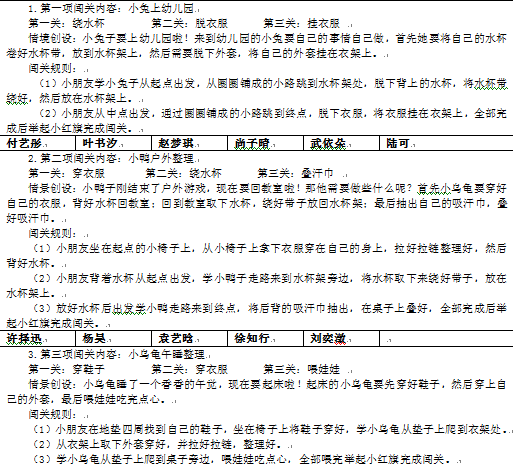 1.第一项闯关内容：小兔上幼儿园
第一关：绕水杯 第二关：脱衣服 第三关：挂衣服
情境创设：小兔子要上幼儿园啦！来到幼儿园的小兔要自己的事情自己做，首先她要将自己的水杯
卷好水杯带，放到水杯架上，然后需要脱下外套，将自己的外套挂在衣架上。
闯关规则：
（1）小朋友学小兔子从起点出发，从圈圈铺成的小路跳到水杯架处，脱下背上的水杯，将水杯带
绕好，然后放在水杯架上。
（2）小朋友从中点出发，通过圈圈铺成的小路跳到终点，脱下衣服，将衣服挂在衣架上，全部完
成后举起小红旗完成闯关。
付艺彤 叶书汐 赵梦琪 尚子晴 武依朵 陆可
2.第二项闯关内容：小鸭户外整理
第一关：穿衣服 第二关：绕水杯 第三关：叠汗巾
情景创设：小鸭子刚结束了户外游戏，现在要回教室啦！那他需要做些什么呢？首先小乌龟要穿好
自己的衣服，背好水杯回教室；回到教室取下水杯，绕好带子放回水杯架；最后抽出自己的吸汗巾，叠
好吸汗巾。
闯关规则：
（1）小朋友坐在起点的小椅子上，从小椅子上拿下衣服穿在自己的身上，拉好拉链整理好，然后
背好水杯。
（2）小朋友背着水杯从起点出发，学小鸭子走路来到水杯架旁边，将水杯取下来绕好带子，放在
水杯架上。
（3）放好水杯后出发学小鸭走路来到终点，将后背的吸汗巾抽出，在桌子上叠好，全部完成后举
起小红旗完成闯关。
许择迅 杨昊 袁艺晗 徐知行 刘奕澈
3.第三项闯关内容：小乌龟午睡整理
第一关：穿鞋子 第二关：穿衣服 第三关：喂娃娃
情景创设：小乌龟睡了一个香香的午觉，现在要起床啦！起床的小乌龟要先穿好鞋子，然后穿上自
己的外套，最后喂娃娃吃完点心。
闯关规则：
（1）小朋友在地垫四周找到自己的鞋子，坐在椅子上将鞋子穿好，学小乌龟从垫子上爬到衣架处。
（2）从衣架上取下外套穿好，并拉好拉链，整理好。
（3）学小乌龟从垫子上爬到桌子旁边，喂娃娃吃点心，全部喂完举起小红旗完成闯关。